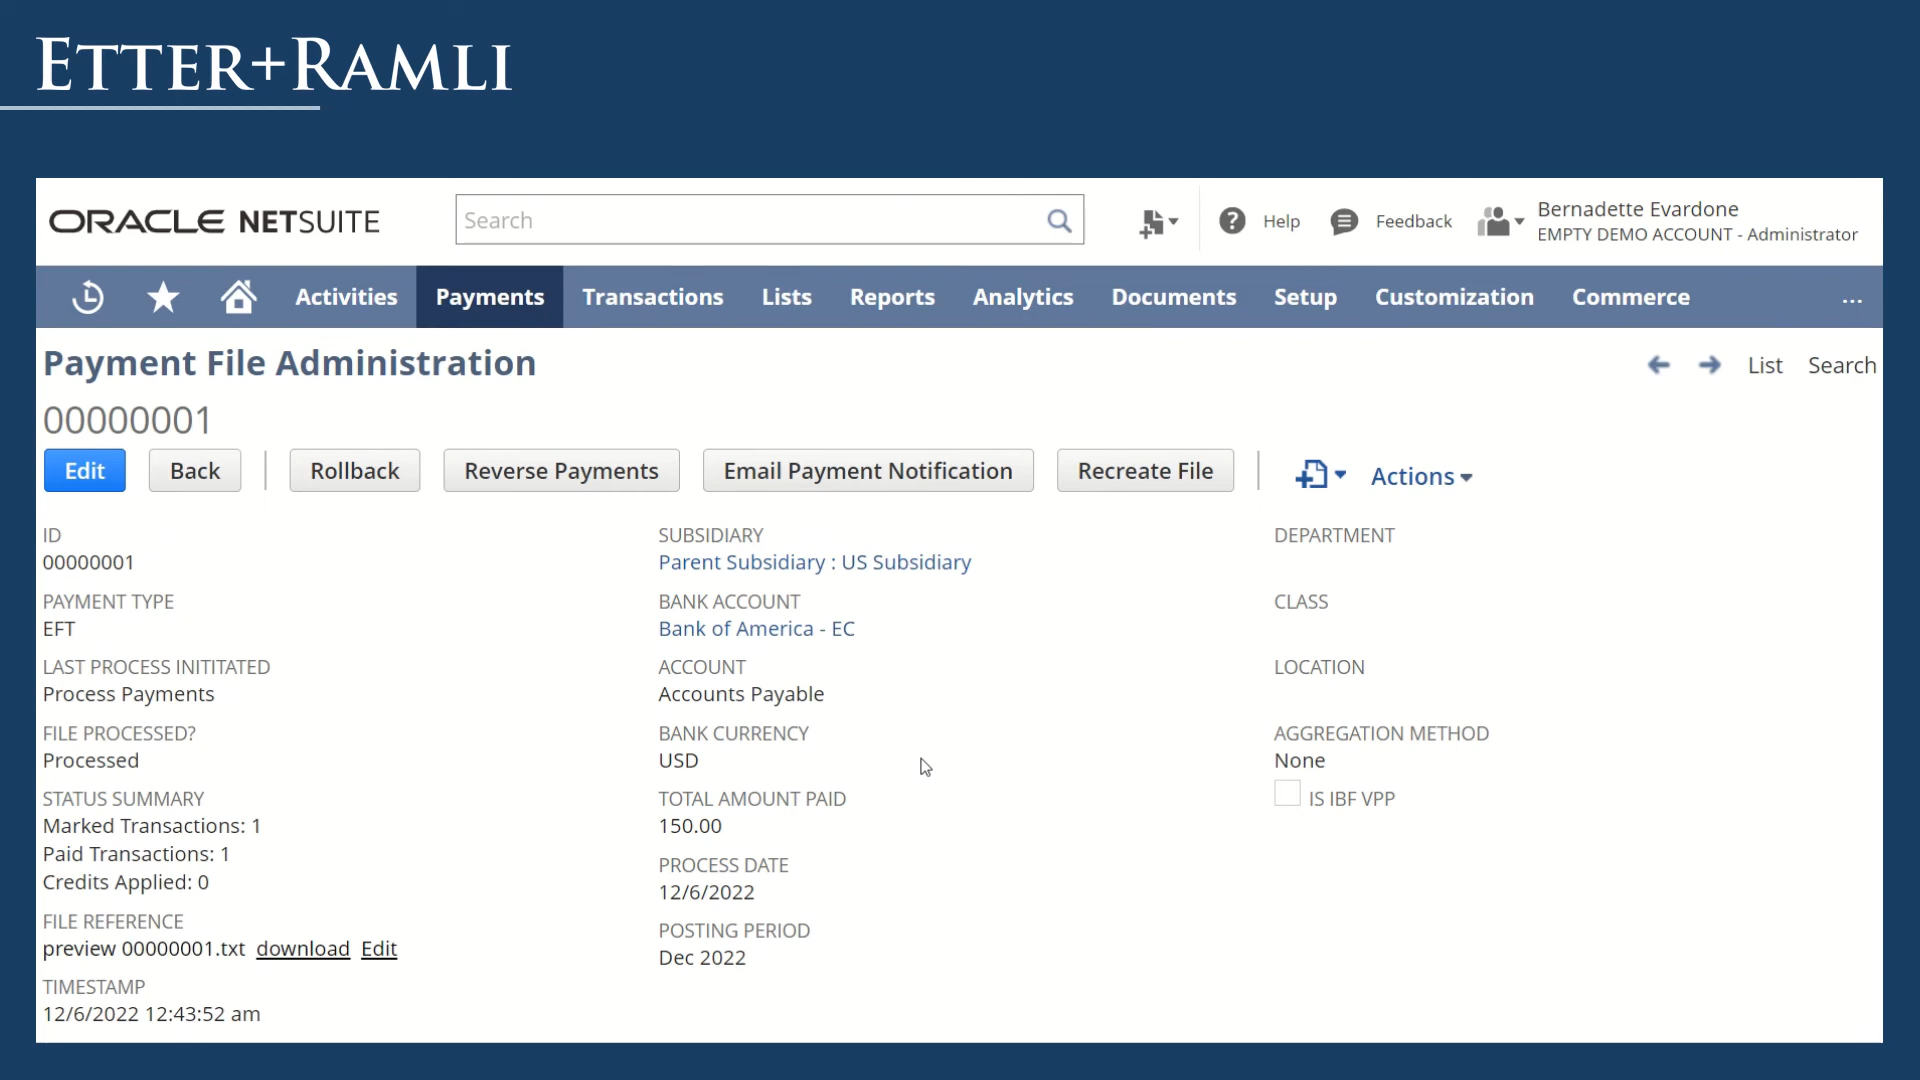 ETTER+RAMLI
ORACLE NETSUITE
Search
Help
Feedback
Bernadette Evardone
EMPTY DEMO ACCOUNT - Administrator
Activities Payments Transactions Lists Reports Analytics Documents Setup Customization Commerce ...
Payment File Administration
List Search
00000001
Edit Back Rollback Reverse Payments Email Payment Notification Recreate File Actions
ID
00000001
PAYMENT TYPE
EFT
LAST PROCESS INITITATED
Process Payments
FILE PROCESSED?
Processed
STATUS SUMMARY
Marked Transactions: 1
Paid Transactions: 1
Credits Applied: 0
FILE REFERENCE
preview 00000001.txt download Edit
TIMESTAMP
12/6/2022 12:43:52 am
SUBSIDIARY
Parent Subsidiary : US Subsidiary
BANK ACCOUNT
Bank of America - EC
ACCOUNT
Accounts Payable
BANK CURRENCY
USD
TOTAL AMOUNT PAID
150.00
PROCESS DATE
12/6/2022
POSTING PERIOD
Dec 2022
DEPARTMENT
CLASS
LOCATION
AGGREGATION METHOD
None
IS IBF VPP